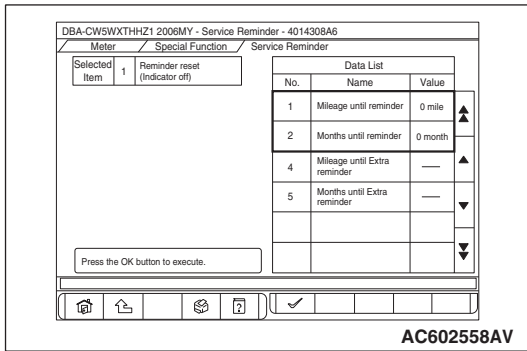 DBA-CW5WXTHHZ1 2006MY - Service Reminder - 4014308A6
Meter
Special Function
Service Reminder
Selected Item
1
Reminder reset
(Indicator off)
Data List
No. Name Value
1 Mileage until reminder 0 mile
2 Months until reminder 0 month
4 Mileage until Extra reminder —
5 Months until Extra reminder —
Press the OK button to execute.
?
AC602558AV